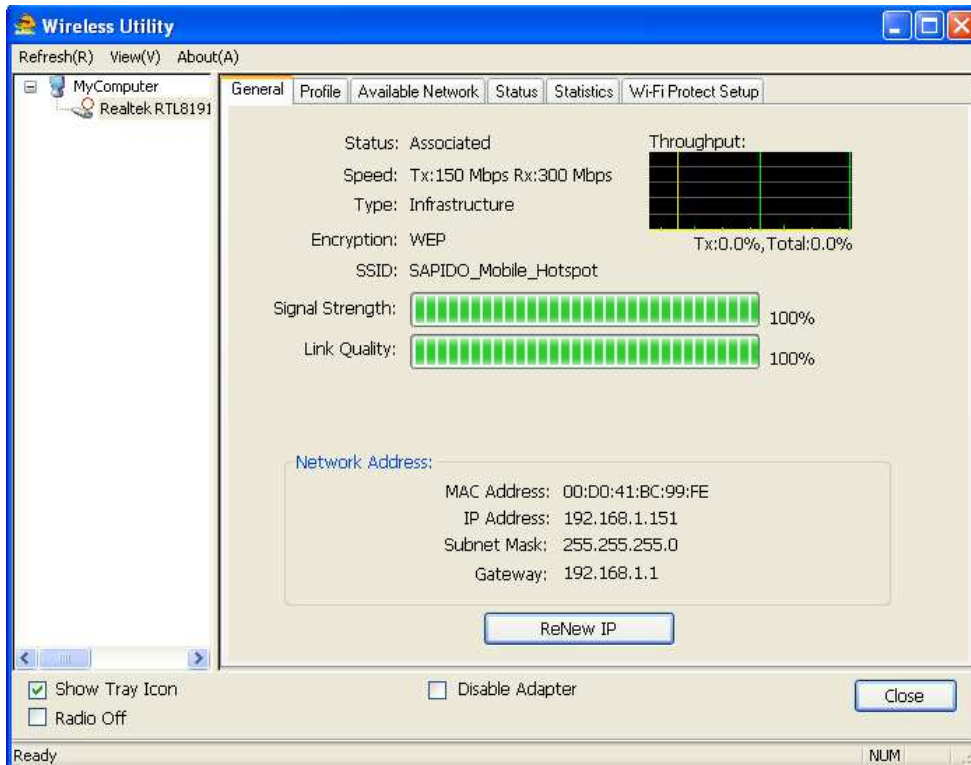 Wireless Utility
Refresh(R) View(V) About(A)
MyComputer
Realtek RTL8191
General Profile Available Network Status Statistics Wi-Fi Protect Setup
Status: Associated
Throughput:
Speed: Tx:150 Mbps Rx:300 Mbps
Type: Infrastructure
Encryption: WEP
Tx:0.0%,Total:0.0%
SSID: SAPIDO_Mobile_Hotspot
Signal Strength: 100%
Link Quality: 100%
Network Address:
MAC Address: 00:D0:41:BC:99:FE
IP Address: 192.168.1.151
Subnet Mask: 255.255.255.0
Gateway: 192.168.1.1
ReNew IP
Show Tray Icon
Disable Adapter
Radio Off
Close
Ready
NUM